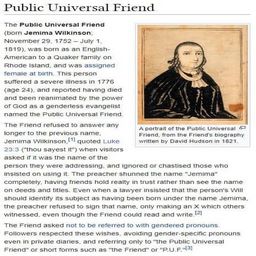 Public Universal Friend
The Public Universal Friend
(born Jemima Wilkinson;
November 29, 1752 – July 1,
1819), was born as an English-
American to a Quaker family on
Rhode Island, and was assigned
female at birth. This person
suffered a severe illness in 1776
(age 24), and reported having died
and been reanimated by the power
of God as a genderless evangelist
named the Public Universal Friend.
A portrait of the Public Universal
Friend, from the Friend's biography
written by David Hudson in 1821.
The Friend refused to answer any
longer to the previous name,
Jemima Wilkinson,[1] quoted Luke
23:3 ("thou sayest it") when visitors
asked if it was the name of the
person they were addressing, and ignored or chastised those who
insisted on using it. The preacher shunned the name "Jemima"
completely, having friends hold realty in trust rather than see the name
on deeds and titles. Even when a lawyer insisted that the person's Will
should identify its subject as having been born under the name Jemima,
the preacher refused to sign that name, only making an X which others
witnessed, even though the Friend could read and write.[2]
The Friend asked not to be referred to with gendered pronouns.
Followers respected these wishes, avoiding gender-specific pronouns
even in private diaries, and referring only to "the Public Universal
Friend" or short forms such as "the Friend" or "P.U.F."[3]